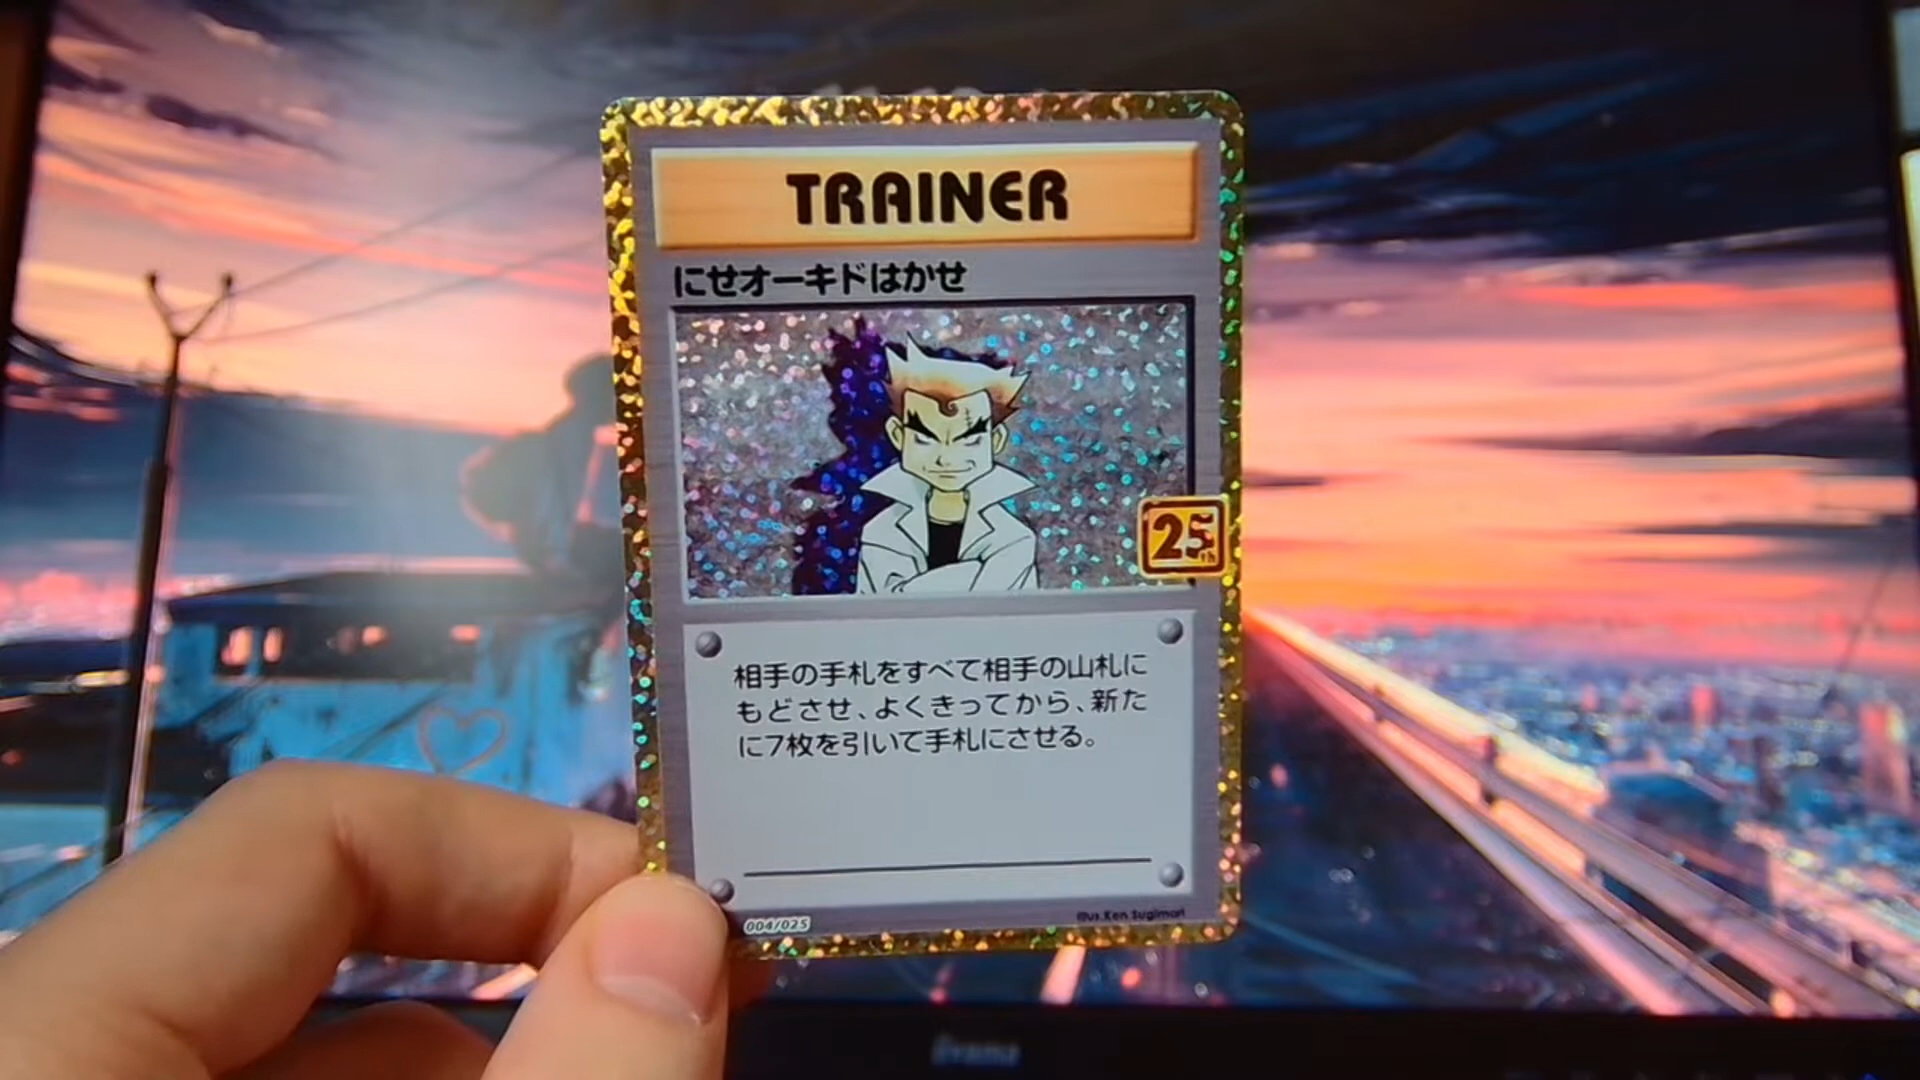 TRAINER
にせオーキドはかせ
25th
相手の手札をすべて相手の山札に
もどさせ、よくきってから、新た
に7枚を引いて手札にさせる。
004/025
Illus. Ken Sugimori
iiyama